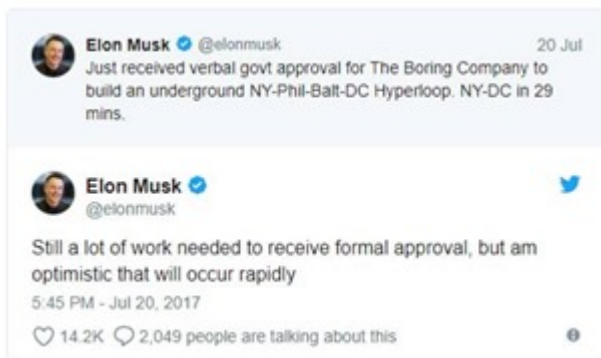 Elon Musk @elonmusk 20 Jul
Just received verbal govt approval for The Boring Company to
build an underground NY-Phil-Balt-DC Hyperloop. NY-DC in 29
mins.
Elon Musk
@elonmusk
Still a lot of work needed to receive formal approval, but am
optimistic that will occur rapidly
5:45 PM - Jul 20, 2017
14.2K 2,049 people are talking about this